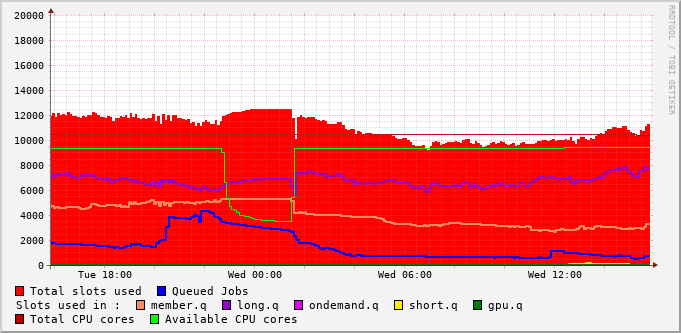 RRDTOOL / TOBI OETIKER
20000
18000
16000
14000
12000
10000
8000
6000
4000
2000
0
Tue 18:00 Wed 00:00 Wed 06:00 Wed 12:00
Total slots used Queued Jobs
Slots used in : member.q long.q ondemand.q short.q gpu.q
Total CPU cores Available CPU cores